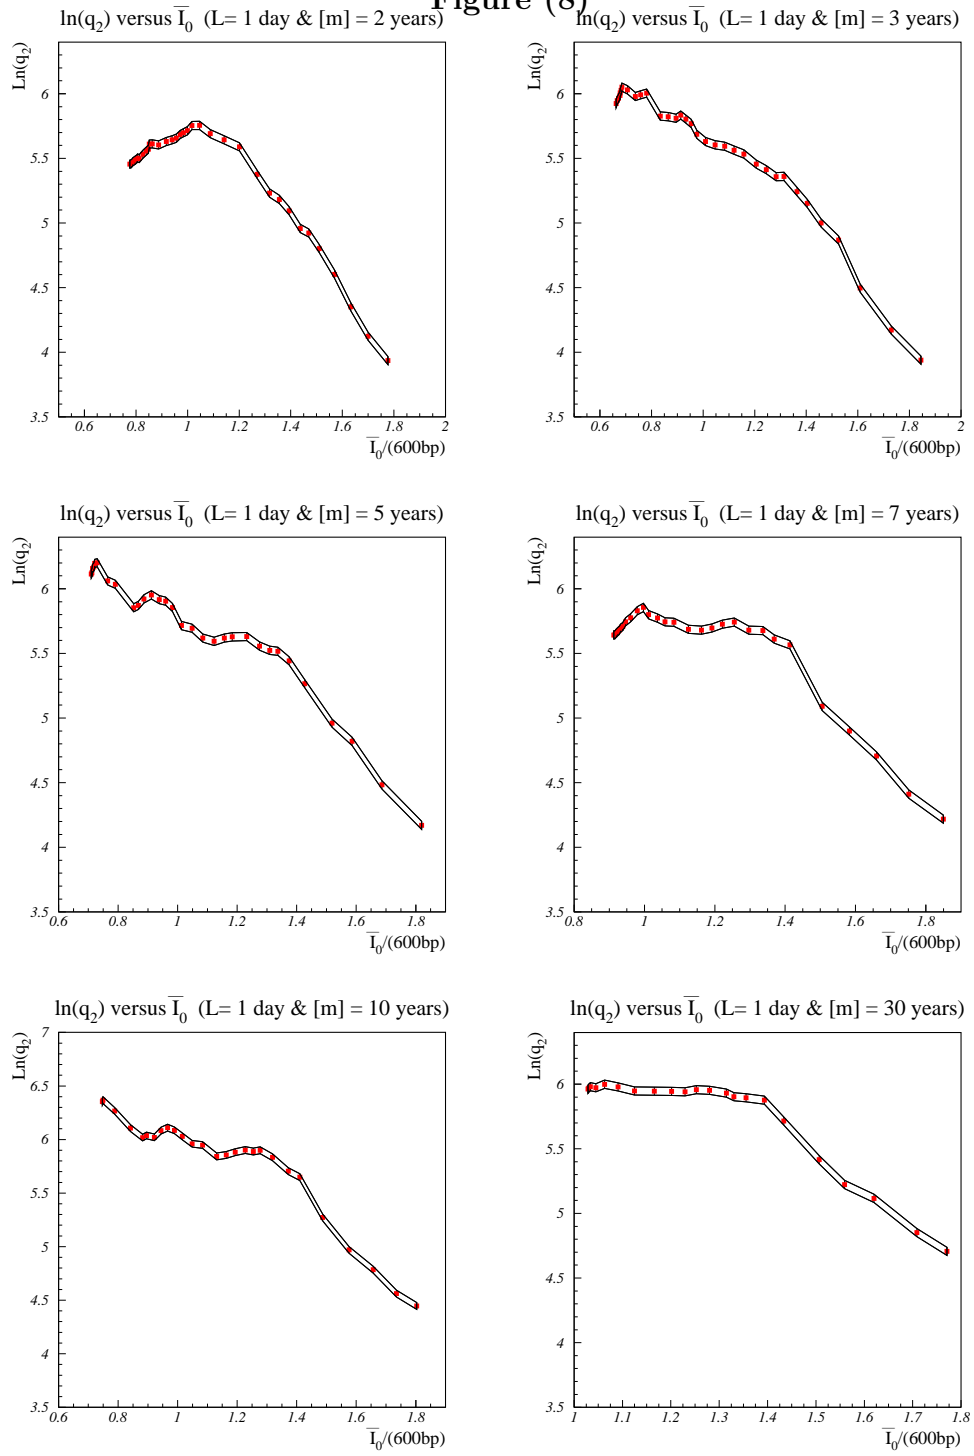 Figure (8)
ln(q2) versus I0 (L= 1 day & [m] = 2 years)
Ln(q2)
6
5.5
5
4.5
4
3.5
0.6 0.8 1 1.2 1.4 1.6 1.8 2
I0/(600bp)
ln(q2) versus I0 (L= 1 day & [m] = 3 years)
Ln(q2)
6
5.5
5
4.5
4
3.5
0.6 0.8 1 1.2 1.4 1.6 1.8 2
I0/(600bp)
ln(q2) versus I0 (L= 1 day & [m] = 5 years)
Ln(q2)
6
5.5
5
4.5
4
3.5
0.6 0.8 1 1.2 1.4 1.6 1.8
I0/(600bp)
ln(q2) versus I0 (L= 1 day & [m] = 7 years)
Ln(q2)
6
5.5
5
4.5
4
3.5
0.8 1 1.2 1.4 1.6 1.8
I0/(600bp)
ln(q2) versus I0 (L= 1 day & [m] = 10 years)
Ln(q2)
7
6.5
6
5.5
5
4.5
4
3.5
0.6 0.8 1 1.2 1.4 1.6 1.8
I0/(600bp)
ln(q2) versus I0 (L= 1 day & [m] = 30 years)
Ln(q2)
6
5.5
5
4.5
4
3.5
1 1.1 1.2 1.3 1.4 1.5 1.6 1.7 1.8
I0/(600bp)